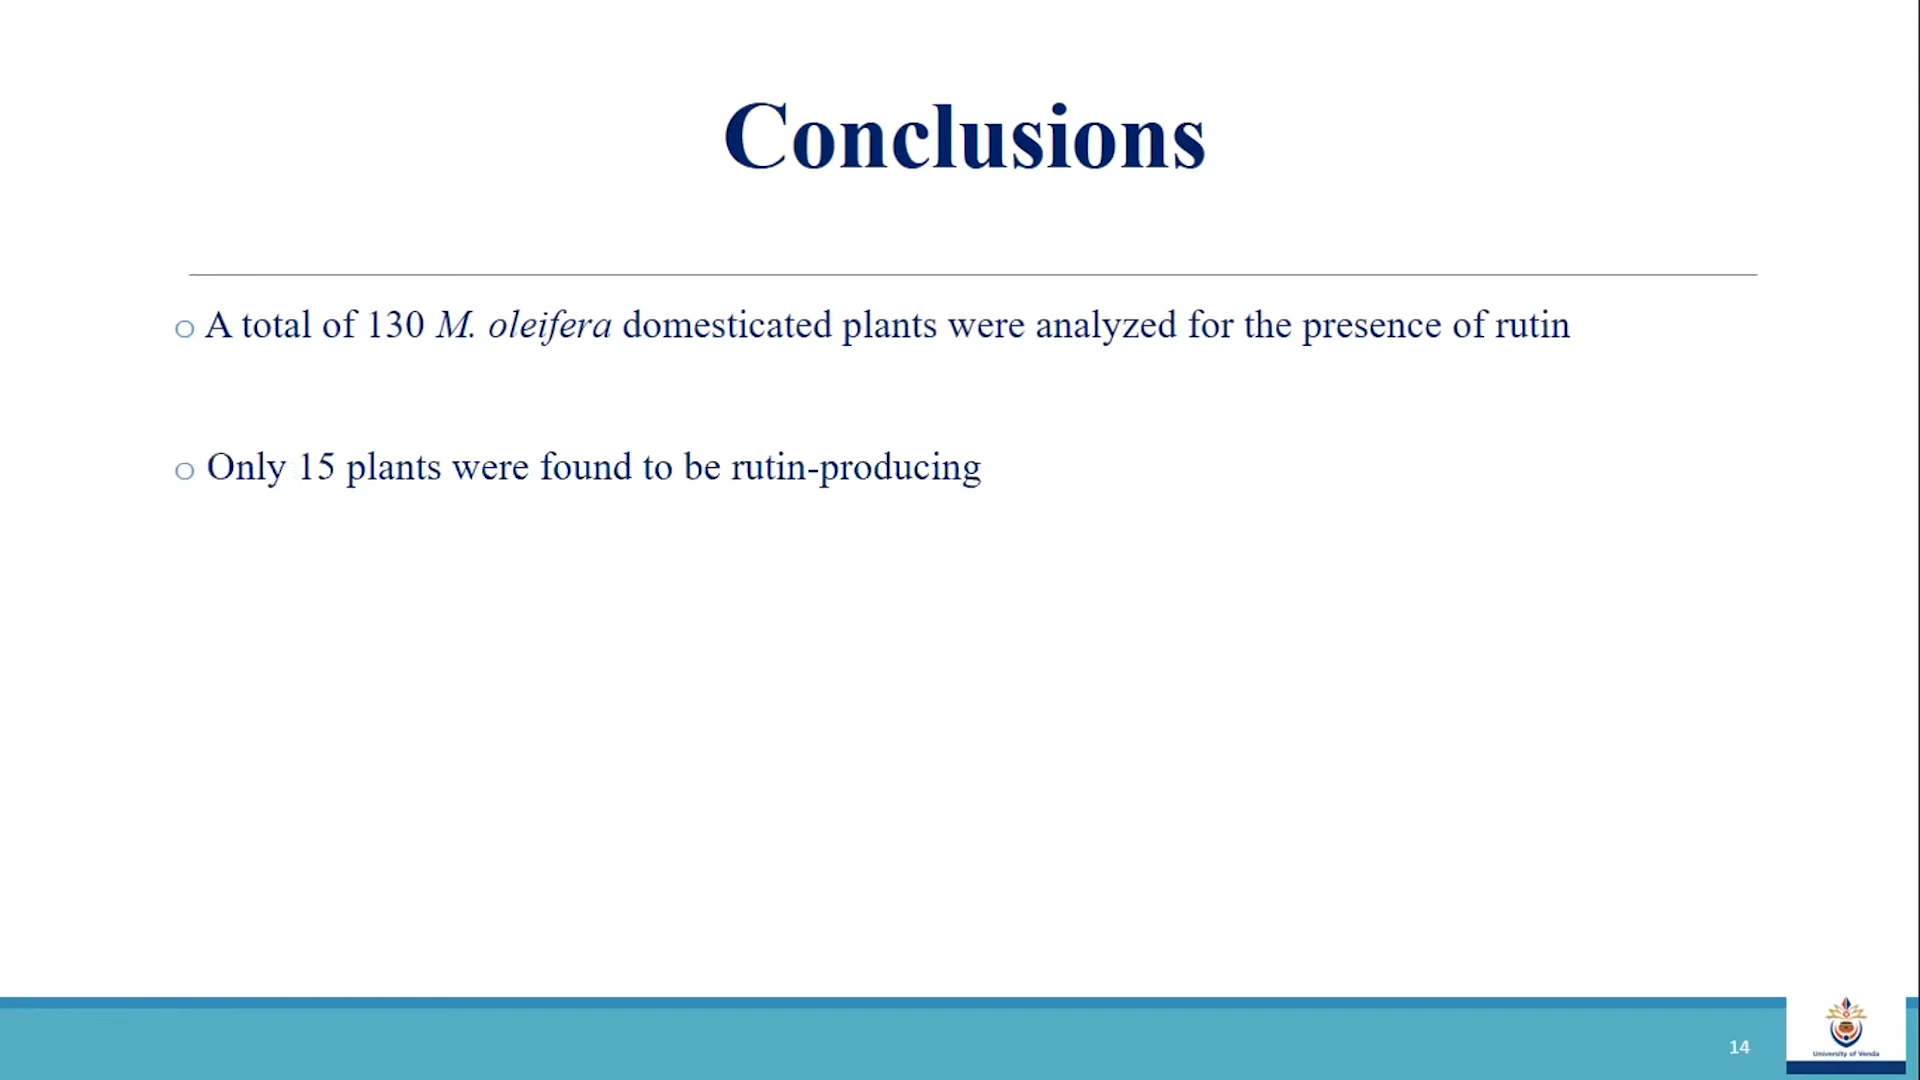 Conclusions
o A total of 130 M. oleifera domesticated plants were analyzed for the presence of rutin
o Only 15 plants were found to be rutin-producing
14
University of Venda